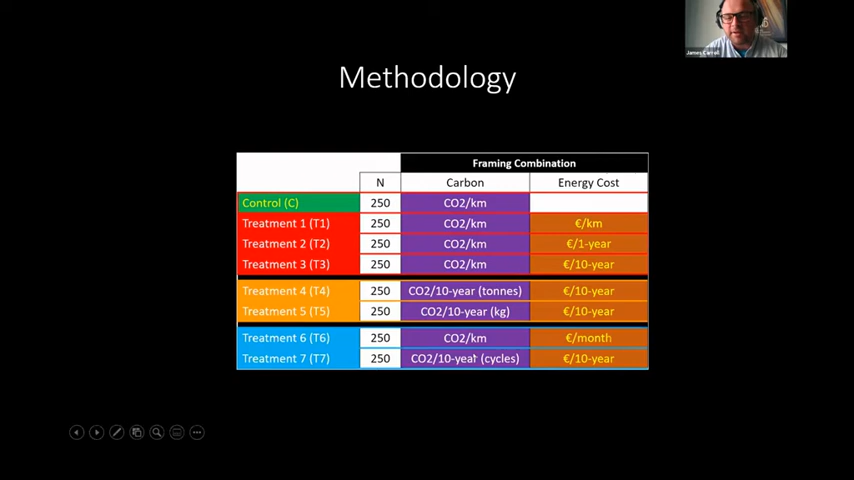 James Carroll
Methodology
Framing Combination
N Carbon Energy Cost
Control (C) 250 CO2/km
Treatment 1 (T1) 250 CO2/km €/km
Treatment 2 (T2) 250 CO2/km €/1-year
Treatment 3 (T3) 250 CO2/km €/10-year
Treatment 4 (T4) 250 CO2/10-year (tonnes) €/10-year
Treatment 5 (T5) 250 CO2/10-year (kg) €/10-year
Treatment 6 (T6) 250 CO2/km €/month
Treatment 7 (T7) 250 CO2/10-year (cycles) €/10-year